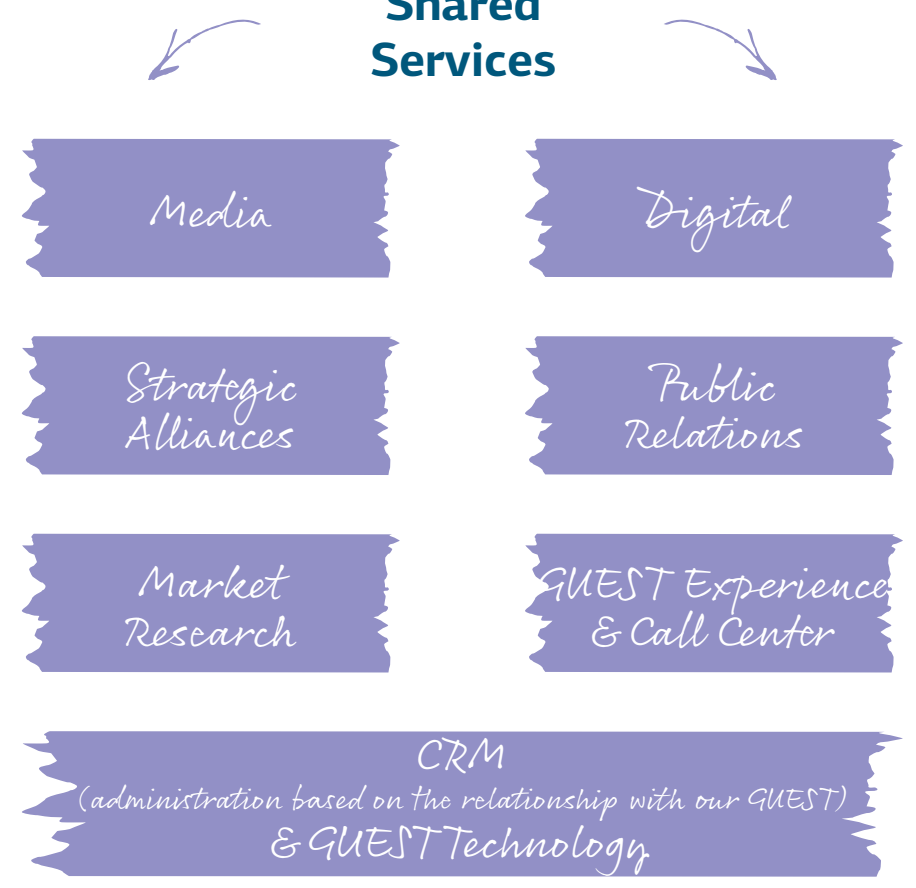 Shared
Services
Media
Digital
Strategic
Alliances
Public
Relations
Market
Research
GUEST Experience
& Call Center
CRM
(administration based on the relationship with our GUEST)
& GUEST Technology